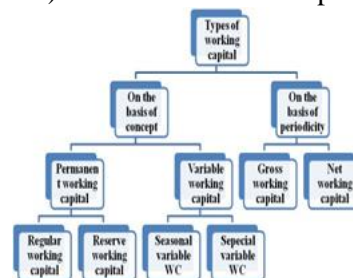 Types of
working
capital
On the
basis of
concept
On the
basis of
periodicity
Permanen
t working
capital
Variable
working
capital
Gross
working
capital
Net
working
capital
Regular
working
capital
Reserve
working
capital
Seasonal
variable
WC
Sepecial
variable
WC